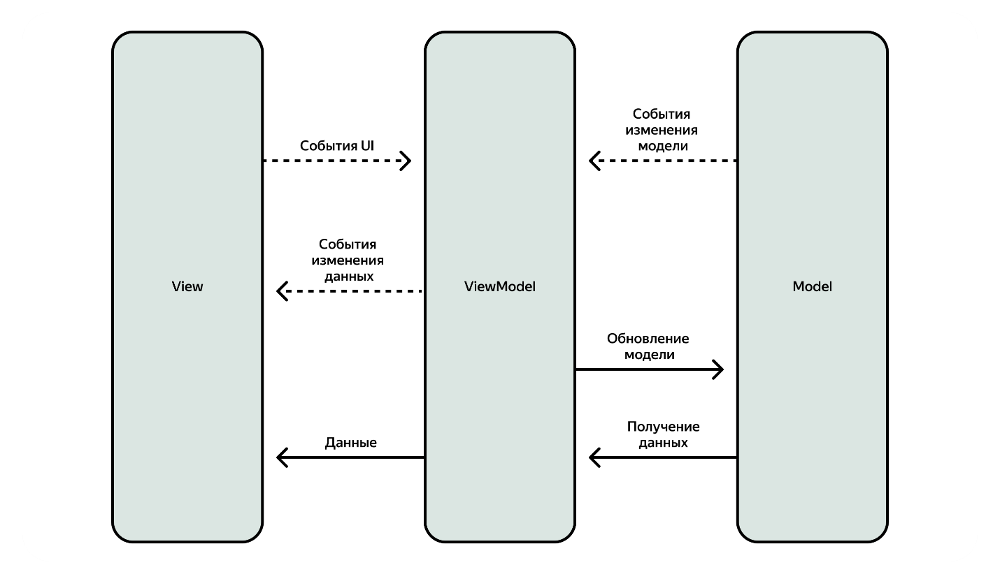 События
изменения
модели
События UI
События
изменения
данных
View
ViewModel
Model
Обновление
модели
Получение
данных
Данные